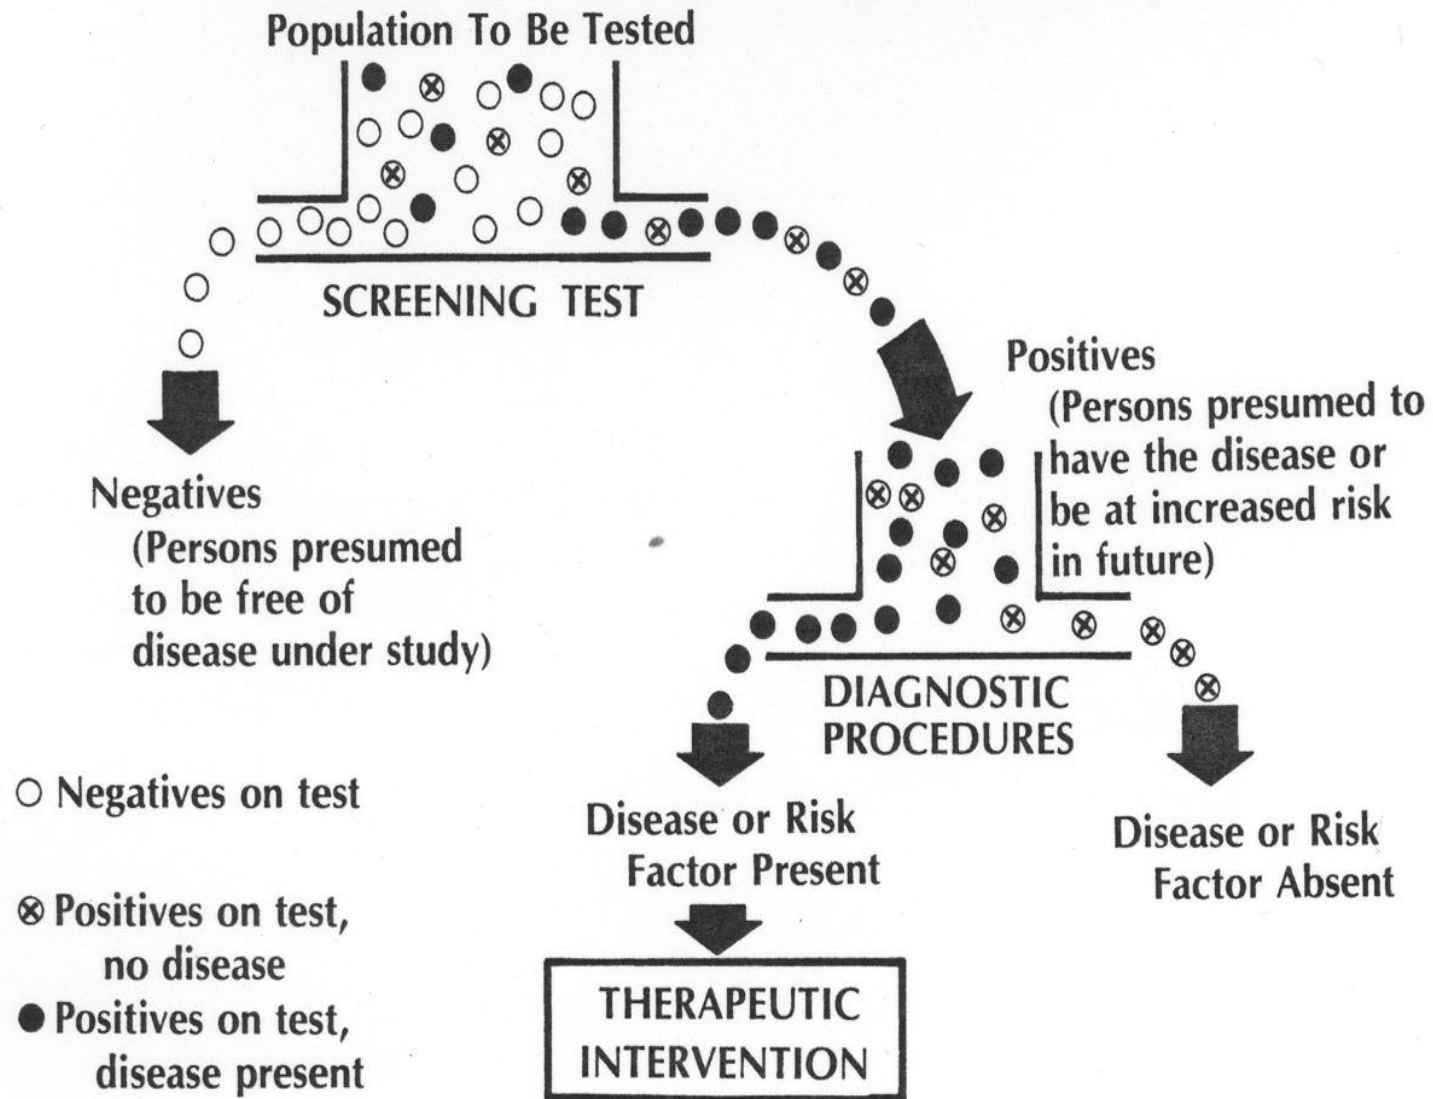 Population To Be Tested
SCREENING TEST
Positives
(Persons presumed to
have the disease or
be at increased risk
in future)
Negatives
(Persons presumed
to be free of
disease under study)
DIAGNOSTIC
PROCEDURES
Negatives on test
Disease or Risk
Factor Present
Disease or Risk
Factor Absent
Positives on test,
no disease
Positives on test,
disease present
THERAPEUTIC
INTERVENTION